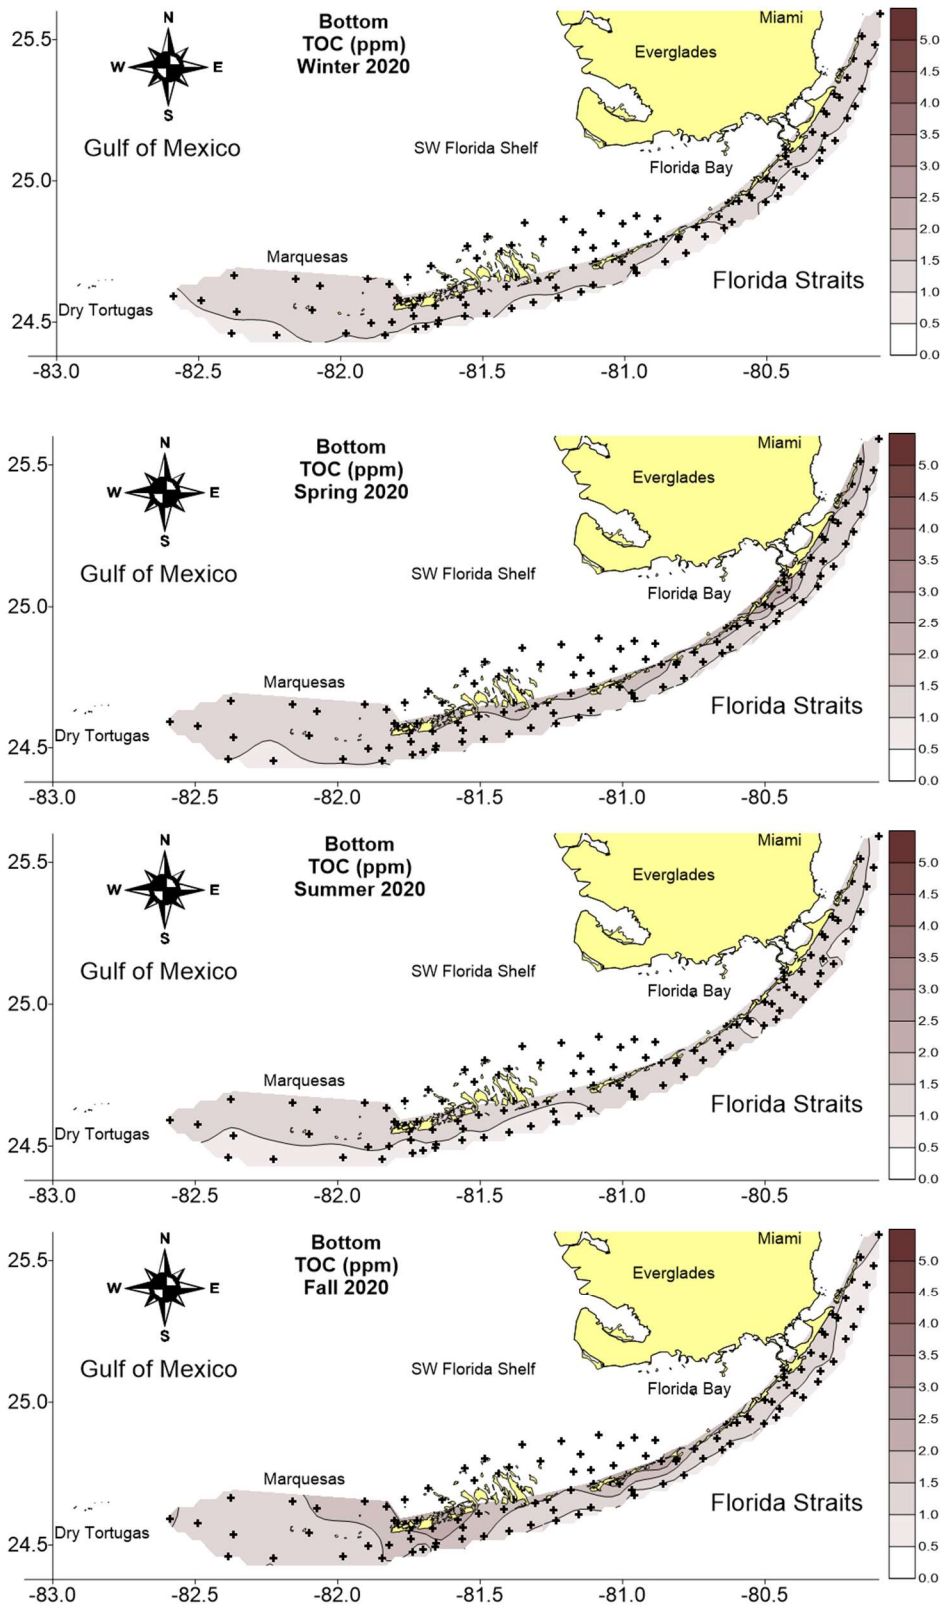 Bottom
TOC (ppm)
Winter 2020
N
W
E
S
Gulf of Mexico
SW Florida Shelf
Everglades
Miami
Florida Bay
Marquesas
Dry Tortugas
Florida Straits
25.5
25.0
24.5
-83.0
-82.5
-82.0
-81.5
-81.0
-80.5
5.0
4.5
4.0
3.5
3.0
2.5
2.0
1.5
1.0
0.5
0.0
Bottom
TOC (ppm)
Spring 2020
N
W
E
S
Gulf of Mexico
SW Florida Shelf
Everglades
Miami
Florida Bay
Marquesas
Dry Tortugas
Florida Straits
25.5
25.0
24.5
-83.0
-82.5
-82.0
-81.5
-81.0
-80.5
5.0
4.5
4.0
3.5
3.0
2.5
2.0
1.5
1.0
0.5
0.0
Bottom
TOC (ppm)
Summer 2020
N
W
E
S
Gulf of Mexico
SW Florida Shelf
Everglades
Miami
Florida Bay
Marquesas
Dry Tortugas
Florida Straits
25.5
25.0
24.5
-83.0
-82.5
-82.0
-81.5
-81.0
-80.5
5.0
4.5
4.0
3.5
3.0
2.5
2.0
1.5
1.0
0.5
0.0
Bottom
TOC (ppm)
Fall 2020
N
W
E
S
Gulf of Mexico
SW Florida Shelf
Everglades
Miami
Florida Bay
Marquesas
Dry Tortugas
Florida Straits
25.5
25.0
24.5
-83.0
-82.5
-82.0
-81.5
-81.0
-80.5
5.0
4.5
4.0
3.5
3.0
2.5
2.0
1.5
1.0
0.5
0.0